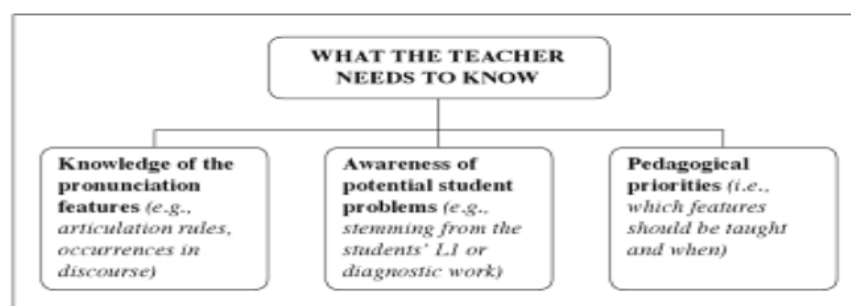 WHAT THE TEACHER
NEEDS TO KNOW
Knowledge of the
pronunciation
features (e.g.,
articulation rules,
occurrences in
discourse)
Awareness of
potential student
problems (e.g.,
stemming from the
students' L1 or
diagnostic work)
Pedagogical
priorities (i.e.,
which features
should be taught
and when)